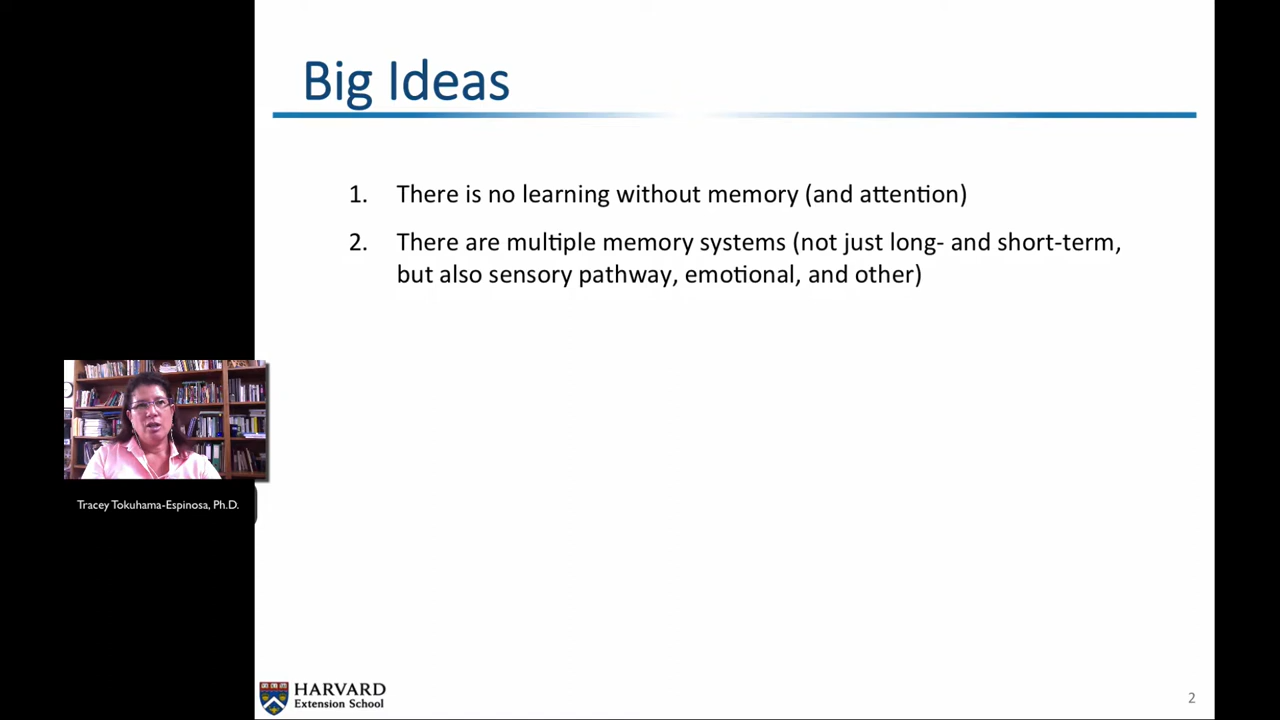 Big Ideas
1. There is no learning without memory (and attention)
2. There are multiple memory systems (not just long- and short-term,
but also sensory pathway, emotional, and other)
Tracey Tokuhama-Espinosa, Ph.D.
HARVARD
Extension School
2